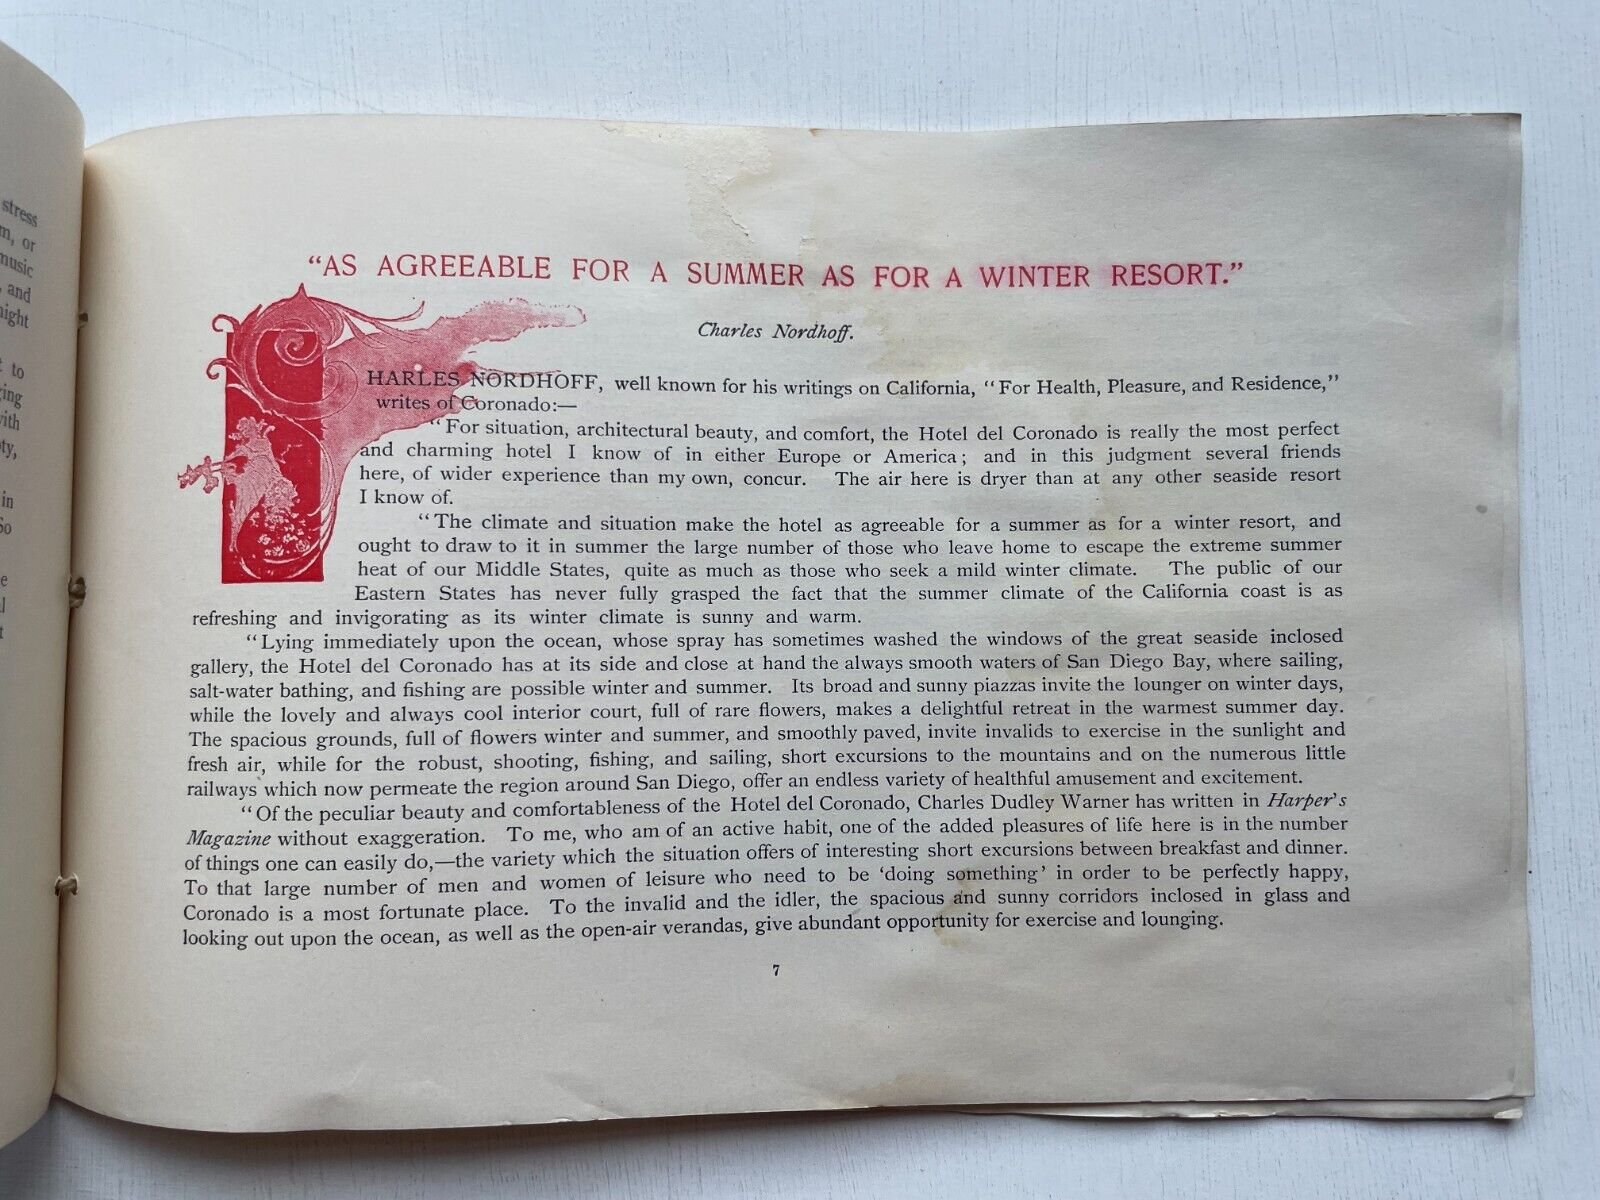 stress
m, or
music
, and
night
t to
ging
with
ety,
in
So
e
al
t
“AS AGREEABLE FOR A SUMMER AS FOR A WINTER RESORT.”
Charles Nordhoff.
HARLES NORDHOFF, well known for his writings on California, “For Health, Pleasure, and Residence,”
writes of Coronado:—
“For situation, architectural beauty, and comfort, the Hotel del Coronado is really the most perfect
and charming hotel I know of in either Europe or America; and in this judgment several friends
here, of wider experience than my own, concur. The air here is dryer than at any other seaside resort
I know of.
“The climate and situation make the hotel as agreeable for a summer as for a winter resort, and
ought to draw to it in summer the large number of those who leave home to escape the extreme summer
heat of our Middle States, quite as much as those who seek a mild winter climate. The public of our
Eastern States has never fully grasped the fact that the summer climate of the California coast is as
refreshing and invigorating as its winter climate is sunny and warm.
“Lying immediately upon the ocean, whose spray has sometimes washed the windows of the great seaside inclosed
gallery, the Hotel del Coronado has at its side and close at hand the always smooth waters of San Diego Bay, where sailing,
salt-water bathing, and fishing are possible winter and summer. Its broad and sunny piazzas invite the lounger on winter days,
while the lovely and always cool interior court, full of rare flowers, makes a delightful retreat in the warmest summer day.
The spacious grounds, full of flowers winter and summer, and smoothly paved, invite invalids to exercise in the sunlight and
fresh air, while for the robust, shooting, fishing, and sailing, short excursions to the mountains and on the numerous little
railways which now permeate the region around San Diego, offer an endless variety of healthful amusement and excitement.
“Of the peculiar beauty and comfortableness of the Hotel del Coronado, Charles Dudley Warner has written in Harper's
Magazine without exaggeration. To me, who am of an active habit, one of the added pleasures of life here is in the number
of things one can easily do,—the variety which the situation offers of interesting short excursions between breakfast and dinner.
To that large number of men and women of leisure who need to be ‘doing something’ in order to be perfectly happy,
Coronado is a most fortunate place. To the invalid and the idler, the spacious and sunny corridors inclosed in glass and
looking out upon the ocean, as well as the open-air verandas, give abundant opportunity for exercise and lounging.
7